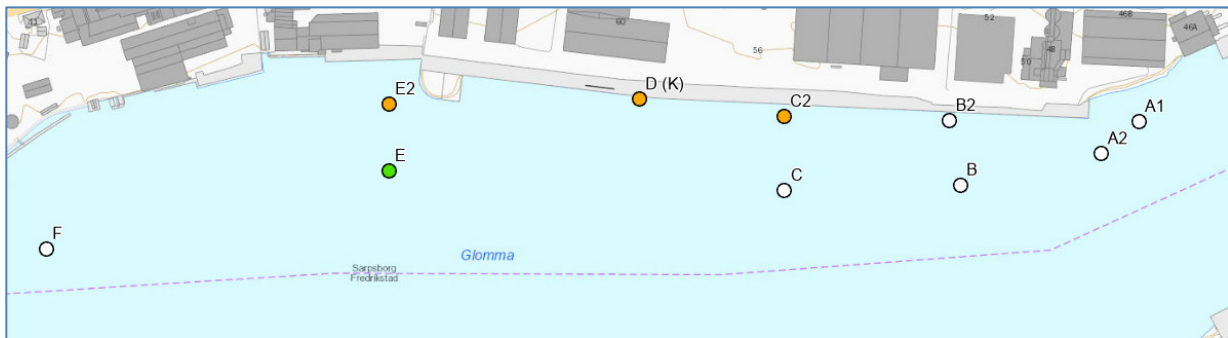 52
46B
46A
60
56
48
50
E2
D (K)
C2
B2
A1
A2
E
C
B
F
Glomma
Sarpsborg
Fredrikstad